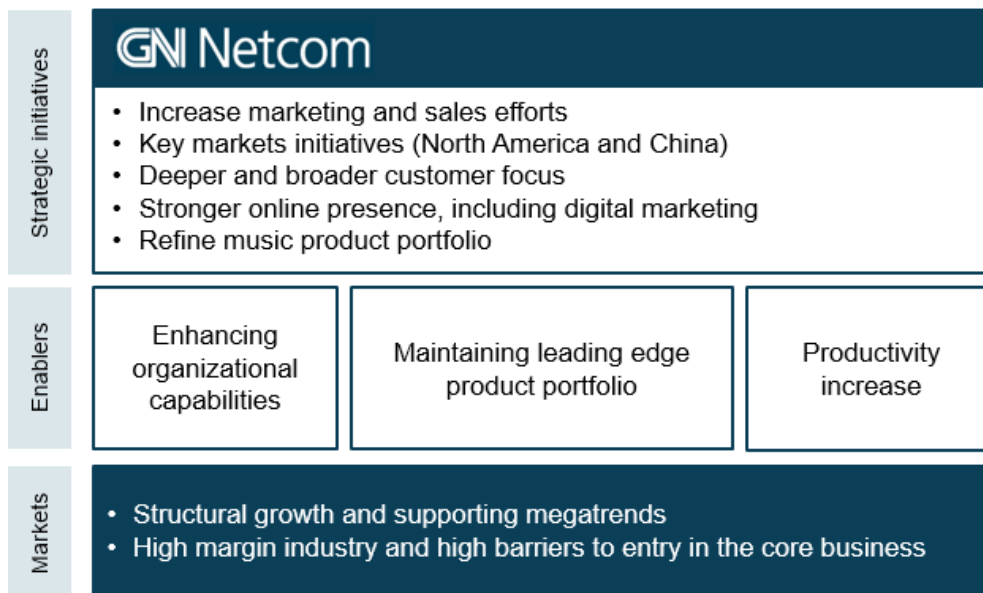 Strategic initiatives
GN Netcom
• Increase marketing and sales efforts
• Key markets initiatives (North America and China)
• Deeper and broader customer focus
• Stronger online presence, including digital marketing
• Refine music product portfolio
Enablers
Enhancing
organizational
capabilities
Maintaining leading edge
product portfolio
Productivity
increase
Markets
• Structural growth and supporting megatrends
• High margin industry and high barriers to entry in the core business